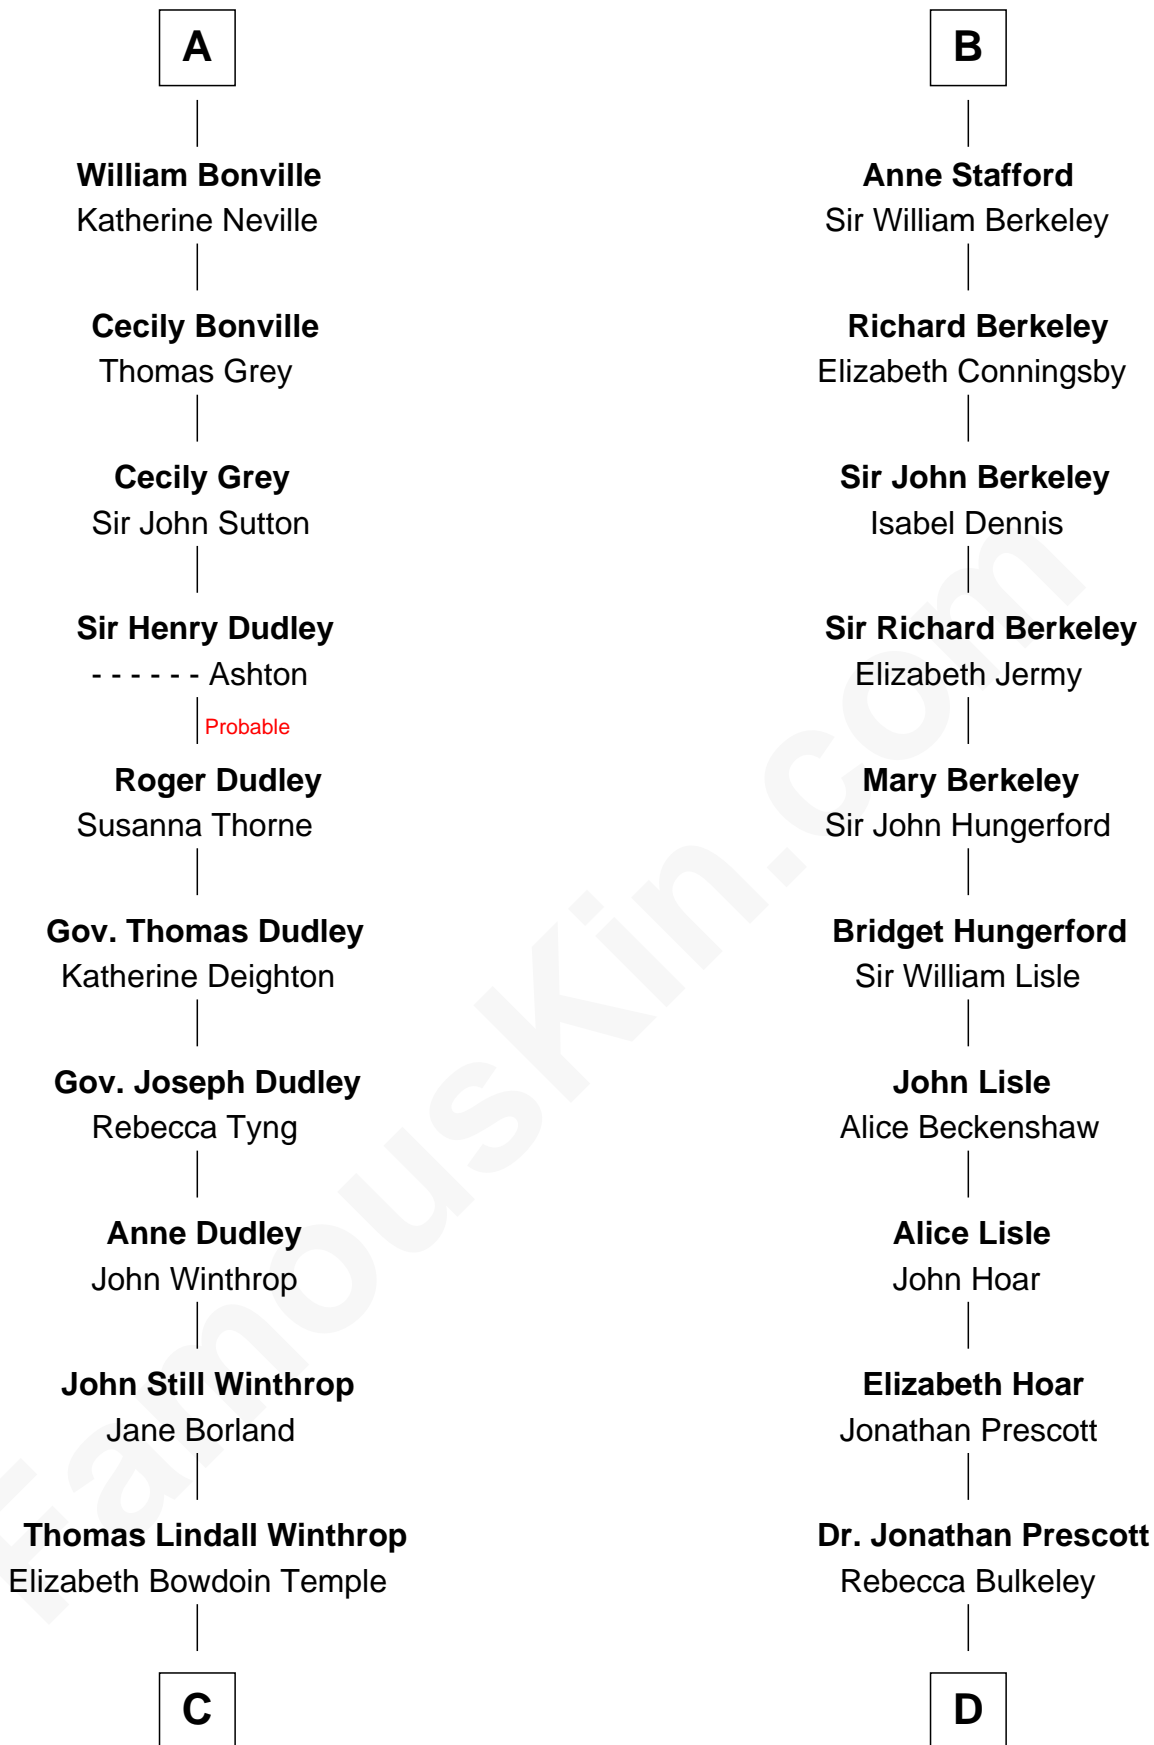 A
William Bonville
Katherine Neville
Cecily Bonville
Thomas Grey
Cecily Grey
Sir John Sutton
Sir Henry Dudley
- - - - - - Ashton
Probable
Roger Dudley
Susanna Thorne
Gov. Thomas Dudley
Katherine Deighton
Gov. Joseph Dudley
Rebecca Tyng
Anne Dudley
John Winthrop
John Still Winthrop
Jane Borland
Thomas Lindall Winthrop
Elizabeth Bowdoin Temple
C
B
Anne Stafford
Sir William Berkeley
Richard Berkeley
Elizabeth Conningsby
Sir John Berkeley
Isabel Dennis
Sir Richard Berkeley
Elizabeth Jermy
Mary Berkeley
Sir John Hungerford
Bridget Hungerford
Sir William Lisle
John Lisle
Alice Beckenshaw
Alice Lisle
John Hoar
Elizabeth Hoar
Jonathan Prescott
Dr. Jonathan Prescott
Rebecca Bulkeley
D
FamousKin.com